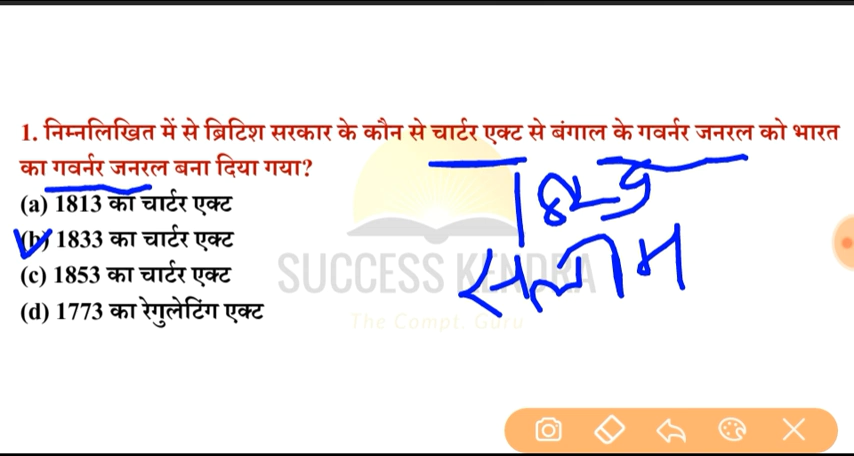 1. निम्नलिखित में से ब्रिटिश सरकार के कौन से चार्टर एक्ट से बंगाल के गवर्नर जनरल को भारत
का गवर्नर जनरल बना दिया गया?
(a) 1813 का चार्टर एक्ट
(b) 1833 का चार्टर एक्ट
(c) 1853 का चार्टर एक्ट
(d) 1773 का रेगुलेटिंग एक्ट
SUCCESS KENDRA
The Compt. Guru